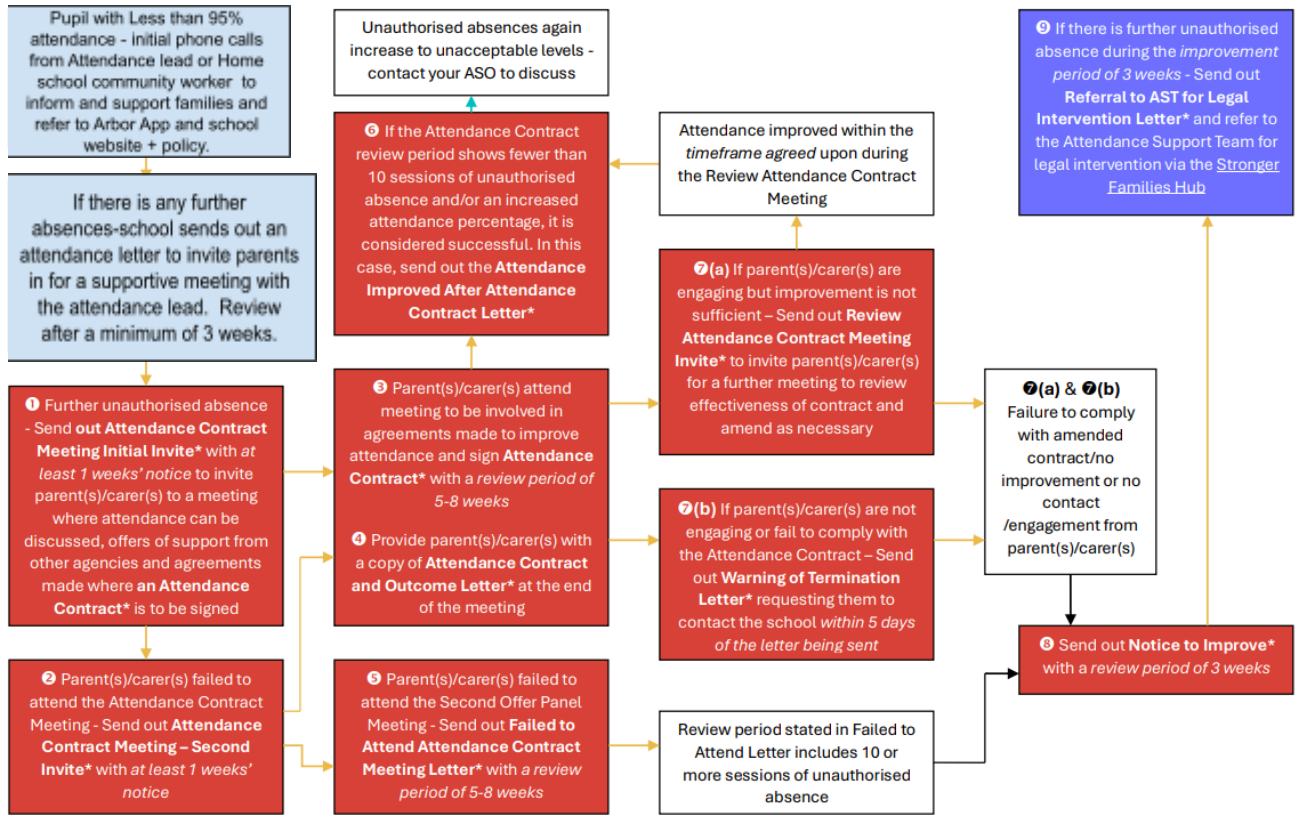 Pupil with Less than 95%
attendance - initial phone calls
from Attendance lead or Home
school community worker to
inform and support families and
refer to Arbor App and school
website + policy.
If there is any further
absences-school sends out an
attendance letter to invite parents
in for a supportive meeting with
the attendance lead. Review
after a minimum of 3 weeks.
❶ Further unauthorised absence
- Send out Attendance Contract
Meeting Initial Invite* with at
least 1 weeks' notice to invite
parent(s)/carer(s) to a meeting
where attendance can be
discussed, offers of support from
other agencies and agreements
made where an Attendance
Contract* is to be signed
❷ Parent(s)/carer(s) failed to
attend the Attendance Contract
Meeting - Send out Attendance
Contract Meeting – Second
Invite* with at least 1 weeks'
notice
Unauthorised absences again
increase to unacceptable levels -
contact your ASO to discuss
❻ If the Attendance Contract
review period shows fewer than
10 sessions of unauthorised
absence and/or an increased
attendance percentage, it is
considered successful. In this
case, send out the Attendance
Improved After Attendance
Contract Letter*
❸ Parent(s)/carer(s) attend
meeting to be involved in
agreements made to improve
attendance and sign Attendance
Contract* with a review period of
5-8 weeks
❹ Provide parent(s)/carer(s) with
a copy of Attendance Contract
and Outcome Letter* at the end
of the meeting
❺ Parent(s)/carer(s) failed to
attend the Second Offer Panel
Meeting - Send out Failed to
Attend Attendance Contract
Meeting Letter* with a review
period of 5-8 weeks
Attendance improved within the
timeframe agreed upon during
the Review Attendance Contract
Meeting
❼(a) If parent(s)/carer(s) are
engaging but improvement is not
sufficient – Send out Review
Attendance Contract Meeting
Invite* to invite parent(s)/carer(s)
for a further meeting to review
effectiveness of contract and
amend as necessary
❼(b) If parent(s)/carer(s) are not
engaging or fail to comply with
the Attendance Contract – Send
out Warning of Termination
Letter* requesting them to
contact the school within 5 days
of the letter being sent
Review period stated in Failed to
Attend Letter includes 10 or
more sessions of unauthorised
absence
❼(a) & ❼(b)
Failure to comply
with amended
contract/no
improvement or no
contact
/engagement from
parent(s)/carer(s)
❽ Send out Notice to Improve*
with a review period of 3 weeks
❾ If there is further unauthorised
absence during the improvement
period of 3 weeks - Send out
Referral to AST for Legal
Intervention Letter* and refer to
the Attendance Support Team for
legal intervention via the Stronger
Families Hub